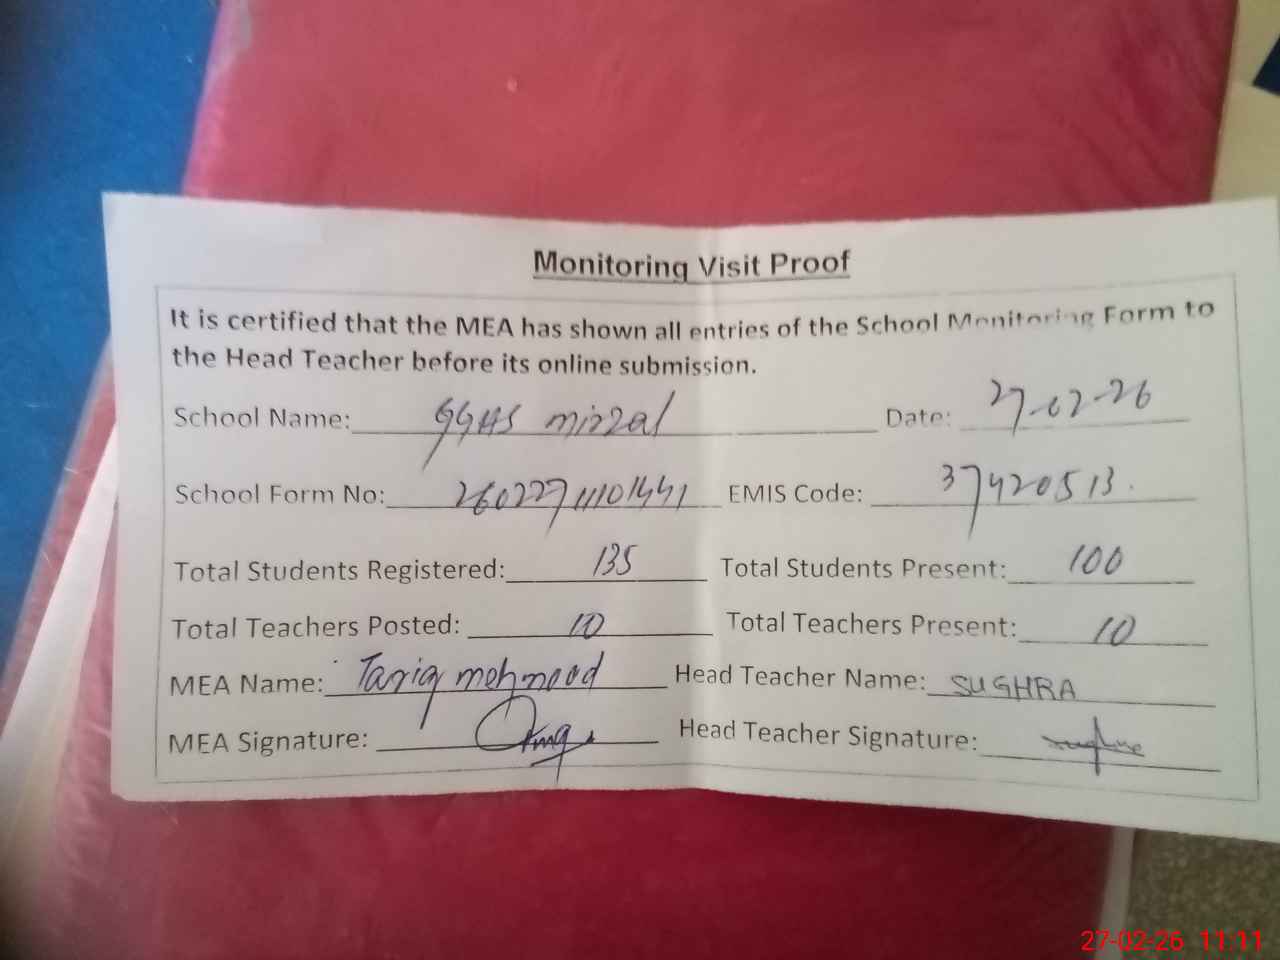 Monitoring Visit Proof
It is certified that the MEA has shown all entries of the School Monitoring Form to
the Head Teacher before its online submission.
School Name: GGHS mirzal Date: 27-02-26
School Form No: 26022711101441 EMIS Code: 37420513.
Total Students Registered: 135 Total Students Present: 100
Total Teachers Posted: 10 Total Teachers Present: 10
MEA Name: Tariq mehmood Head Teacher Name: SUGHRA
MEA Signature: Head Teacher Signature:
27-02-26 11:11